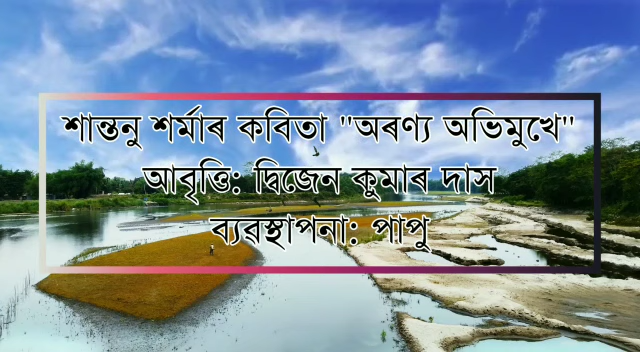 শান্তনু শৰ্মাৰ কবিতা "অৰণ্য অভিমুখে"
আবৃত্তি: দ্বিজেন কুমাৰ দাস
ব্যৱস্থাপনা: পাপু